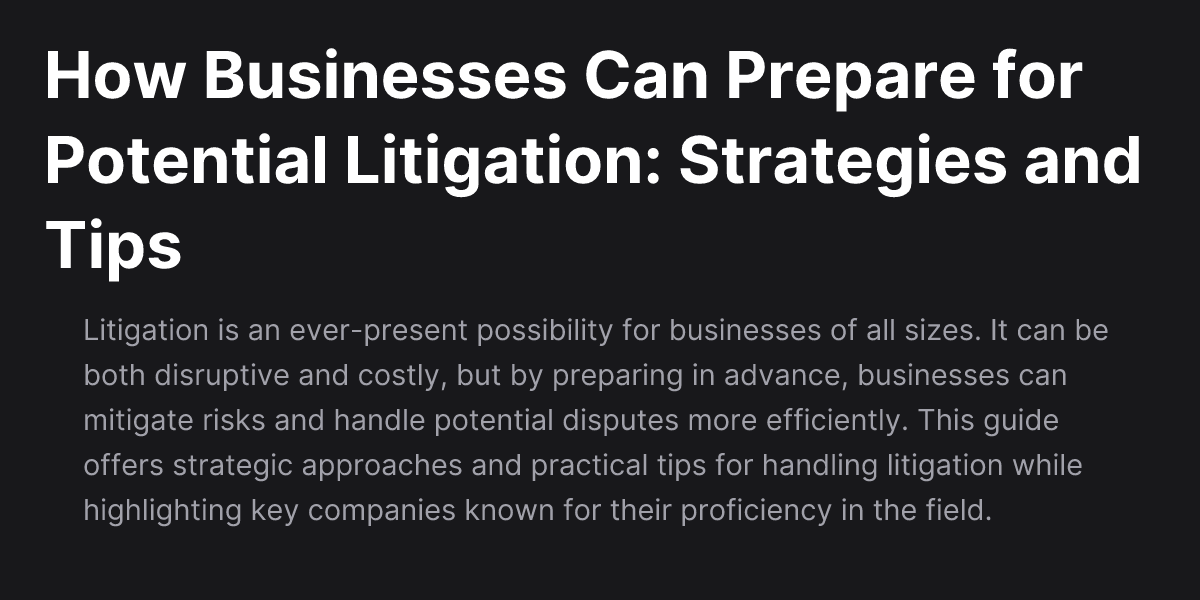 How Businesses Can Prepare for
Potential Litigation: Strategies and
Tips
Litigation is an ever-present possibility for businesses of all sizes. It can be
both disruptive and costly, but by preparing in advance, businesses can
mitigate risks and handle potential disputes more efficiently. This guide
offers strategic approaches and practical tips for handling litigation while
highlighting key companies known for their proficiency in the field.